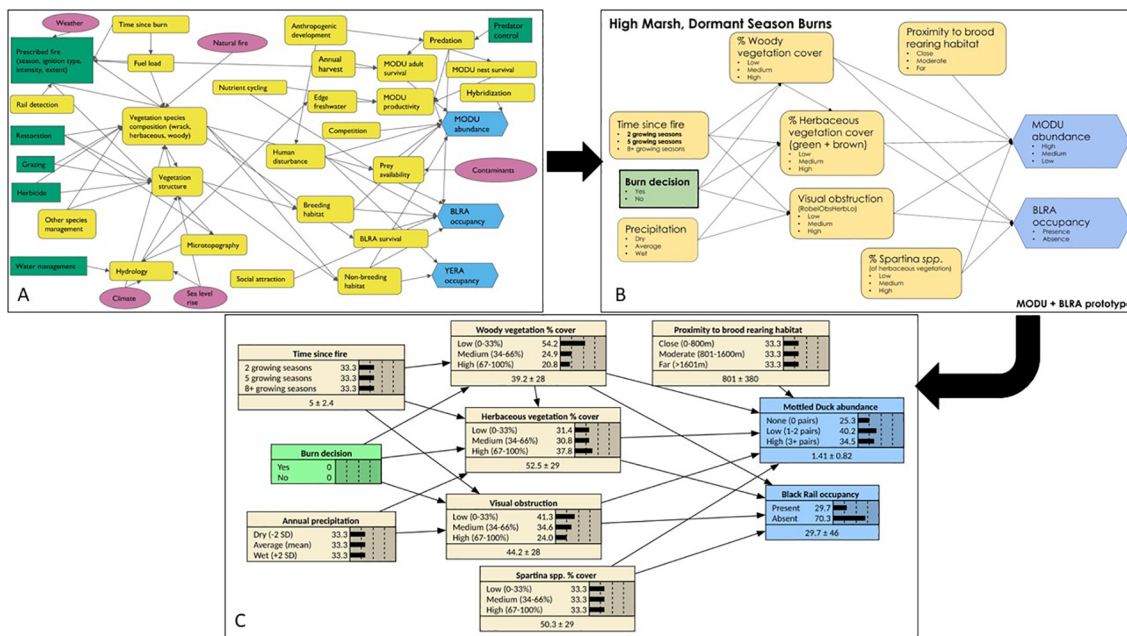 Weather
Time since burn
Prescribed fire
(season, ignition type,
intensity, extent)
Fuel load
Natural fire
Anthropogenic
development
Annual
harvest
Predation
Predator
control
MODU adult
survival
MODU nest survival
Rail detection
Nutrient cycling
Edge
freshwater
MODU
productivity
Hybridization
Vegetation species
composition (wrack,
herbaceous, woody)
Competition
MODU
abundance
Restoration
Human
disturbance
Prey
availability
Grazing
Vegetation
structure
Contaminants
Herbicide
Other species
management
Breeding
habitat
BLRA
occupancy
Microtopography
BLRA survival
Water management
Hydrology
Social attraction
Non-breeding
habitat
YERA
occupancy
Climate
Sea level
rise
A
High Marsh, Dormant Season Burns
% Woody
vegetation cover
• Low
• Medium
• High
Proximity to brood
rearing habitat
• Close
• Moderate
• Far
Time since fire
• 2 growing seasons
• 5 growing seasons
• 8+ growing seasons
% Herbaceous
vegetation cover
(green + brown)
• Low
• Medium
• High
MODU
abundance
• High
• Medium
• Low
Burn decision
• Yes
• No
Visual obstruction
(RobelObsHerbLo)
• Low
• Medium
• High
BLRA
occupancy
• Presence
• Absence
Precipitation
• Dry
• Average
• Wet
% Spartina spp.
(of herbaceous vegetation)
• Low
• Medium
• High
B
MODU + BLRA prototype
Time since fire
2 growing seasons 33.3
5 growing seasons 33.3
8+ growing seasons 33.3
5 ± 2.4
Woody vegetation % cover
Low (0-33%) 54.2
Medium (34-66%) 24.9
High (67-100%) 20.8
39.2 ± 28
Proximity to brood rearing habitat
Close (0-800m) 33.3
Moderate (801-1600m) 33.3
Far (>1601m) 33.3
801 ± 380
Herbaceous vegetation % cover
Low (0-33%) 31.4
Medium (34-66%) 30.8
High (67-100%) 37.8
52.5 ± 29
Mottled Duck abundance
None (0 pairs) 25.3
Low (1-2 pairs) 40.2
High (3+ pairs) 34.5
1.41 ± 0.82
Burn decision
Yes 0
No 0
Visual obstruction
Low (0-33%) 41.3
Medium (34-66%) 34.6
High (67-100%) 24.0
44.2 ± 28
Black Rail occupancy
Present 29.7
Absent 70.3
29.7 ± 46
Annual precipitation
Dry (-2 SD) 33.3
Average (mean) 33.3
Wet (+2 SD) 33.3
Spartina spp. % cover
Low (0-33%) 33.3
Medium (34-66%) 33.3
High (67-100%) 33.3
50.3 ± 29
C